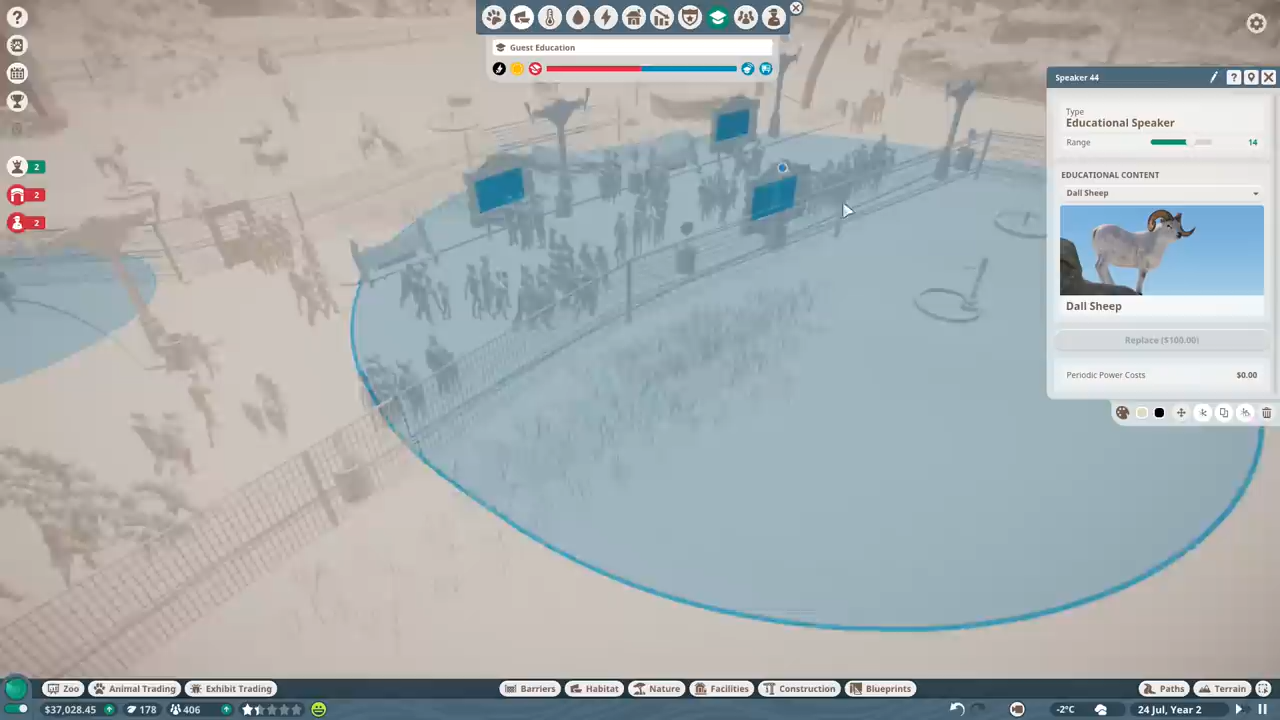 Guest Education
Speaker 44
Type
Educational Speaker
Range 14
EDUCATIONAL CONTENT
Dall Sheep
Dall Sheep
Replace ($100.00)
Periodic Power Costs $0.00
2
2
2
Zoo Animal Trading Exhibit Trading Barriers Habitat Nature Facilities Construction Blueprints Paths Terrain
$37,028.45 178 406 -2°C 24 Jul, Year 2